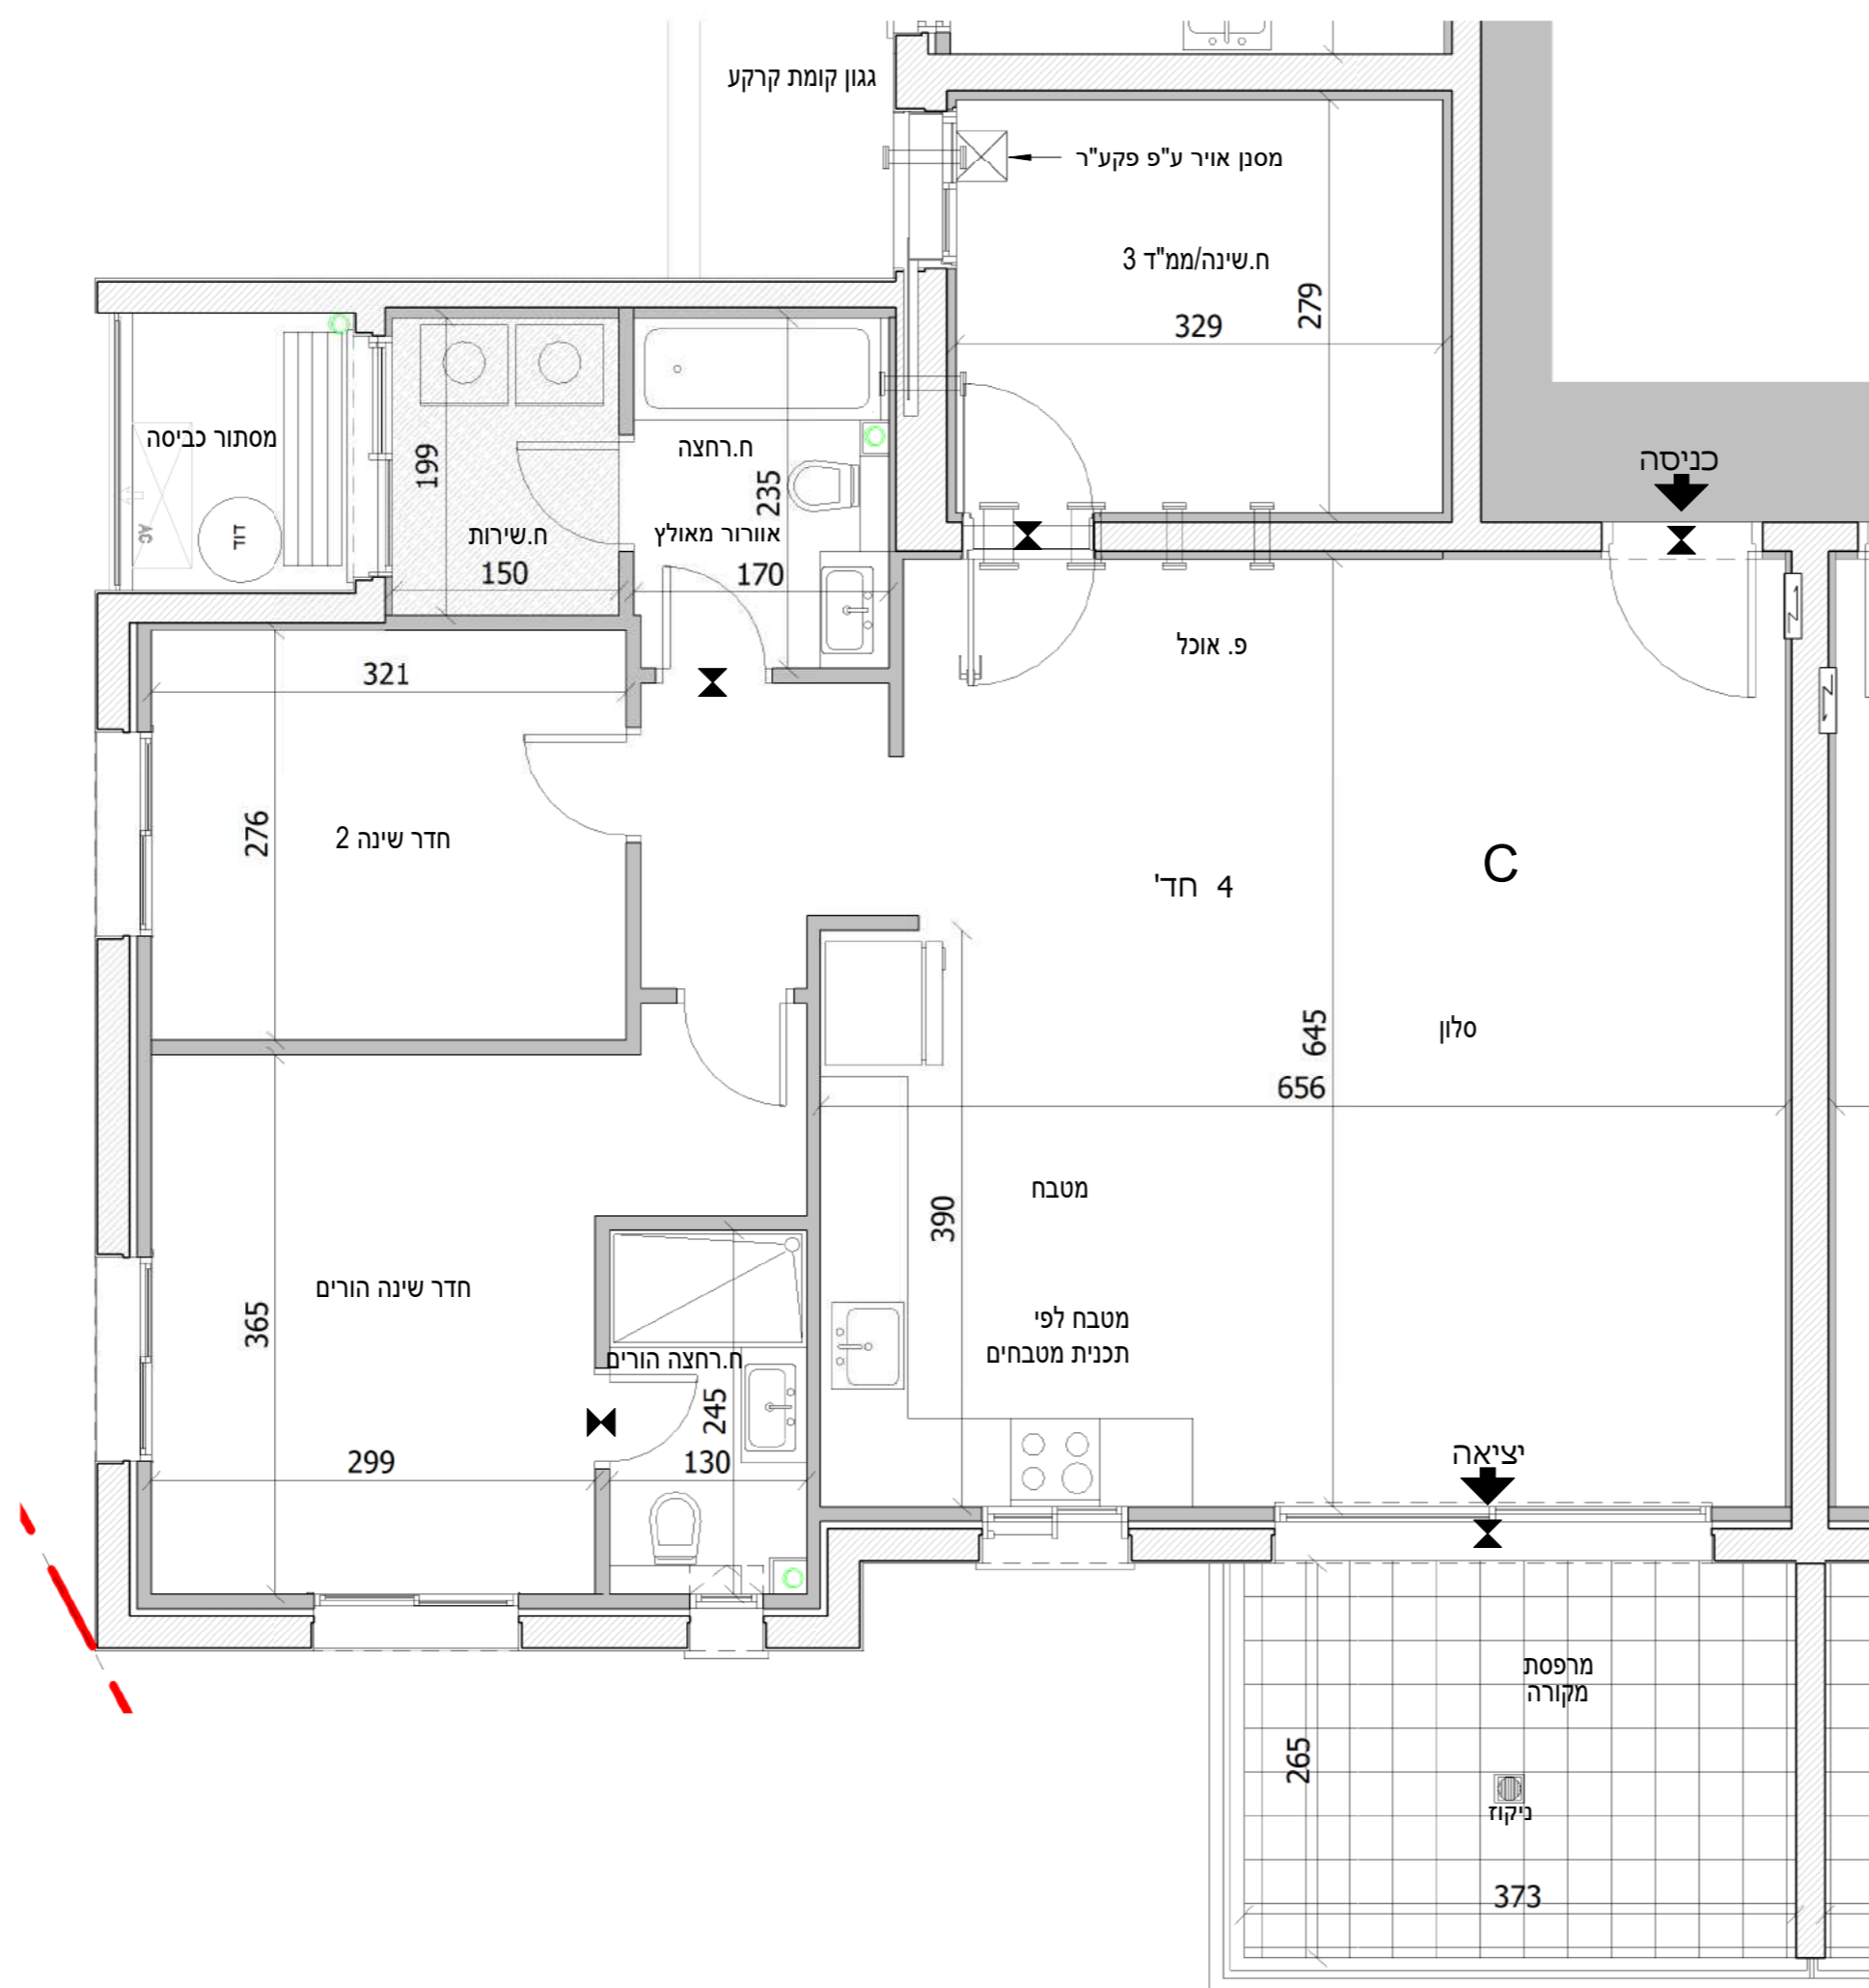 גגון קומת קרקע
מסנן אויר ע"פ פקע"ר
ח.שינה/ממ"ד 3
279
329
מסתור כביסה
AC
דוד
199
ח.שירות
150
ח.רחצה
235
אוורור מאולץ
170
כניסה
פ. אוכל
321
276
חדר שינה 2
4 חד'
C
סלון
645
656
מטבח
390
מטבח לפי
תכנית מטבחים
חדר שינה הורים
365
299
ח.רחצה הורים
245
130
יציאה
מרפסת
מקורה
265
ניקוז
373